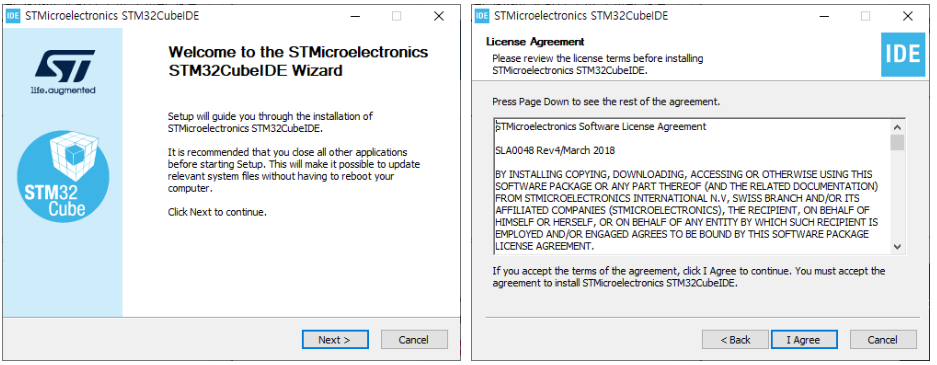 IDE STMicroelectronics STM32CubeIDE
life.augmented
STM32
Cube
Welcome to the STMicroelectronics
STM32CubeIDE Wizard
Setup will guide you through the installation of
STMicroelectronics STM32CubeIDE.
It is recommended that you close all other applications
before starting Setup. This will make it possible to update
relevant system files without having to reboot your
computer.
Click Next to continue.
Next >
Cancel
IDE STMicroelectronics STM32CubeIDE
License Agreement
Please review the license terms before installing
STMicroelectronics STM32CubeIDE.
IDE
Press Page Down to see the rest of the agreement.
STMicroelectronics Software License Agreement
SLA0048 Rev4/March 2018
BY INSTALLING COPYING, DOWNLOADING, ACCESSING OR OTHERWISE USING THIS
SOFTWARE PACKAGE OR ANY PART THEREOF (AND THE RELATED DOCUMENTATION)
FROM STMICROELECTRONICS INTERNATIONAL N.V, SWISS BRANCH AND/OR ITS
AFFILIATED COMPANIES (STMICROELECTRONICS), THE RECIPIENT, ON BEHALF OF
HIMSELF OR HERSELF, OR ON BEHALF OF ANY ENTITY BY WHICH SUCH RECIPIENT IS
EMPLOYED AND/OR ENGAGED AGREES TO BE BOUND BY THIS SOFTWARE PACKAGE
LICENSE AGREEMENT.
If you accept the terms of the agreement, click I Agree to continue. You must accept the
agreement to install STMicroelectronics STM32CubeIDE.
< Back
I Agree
Cancel